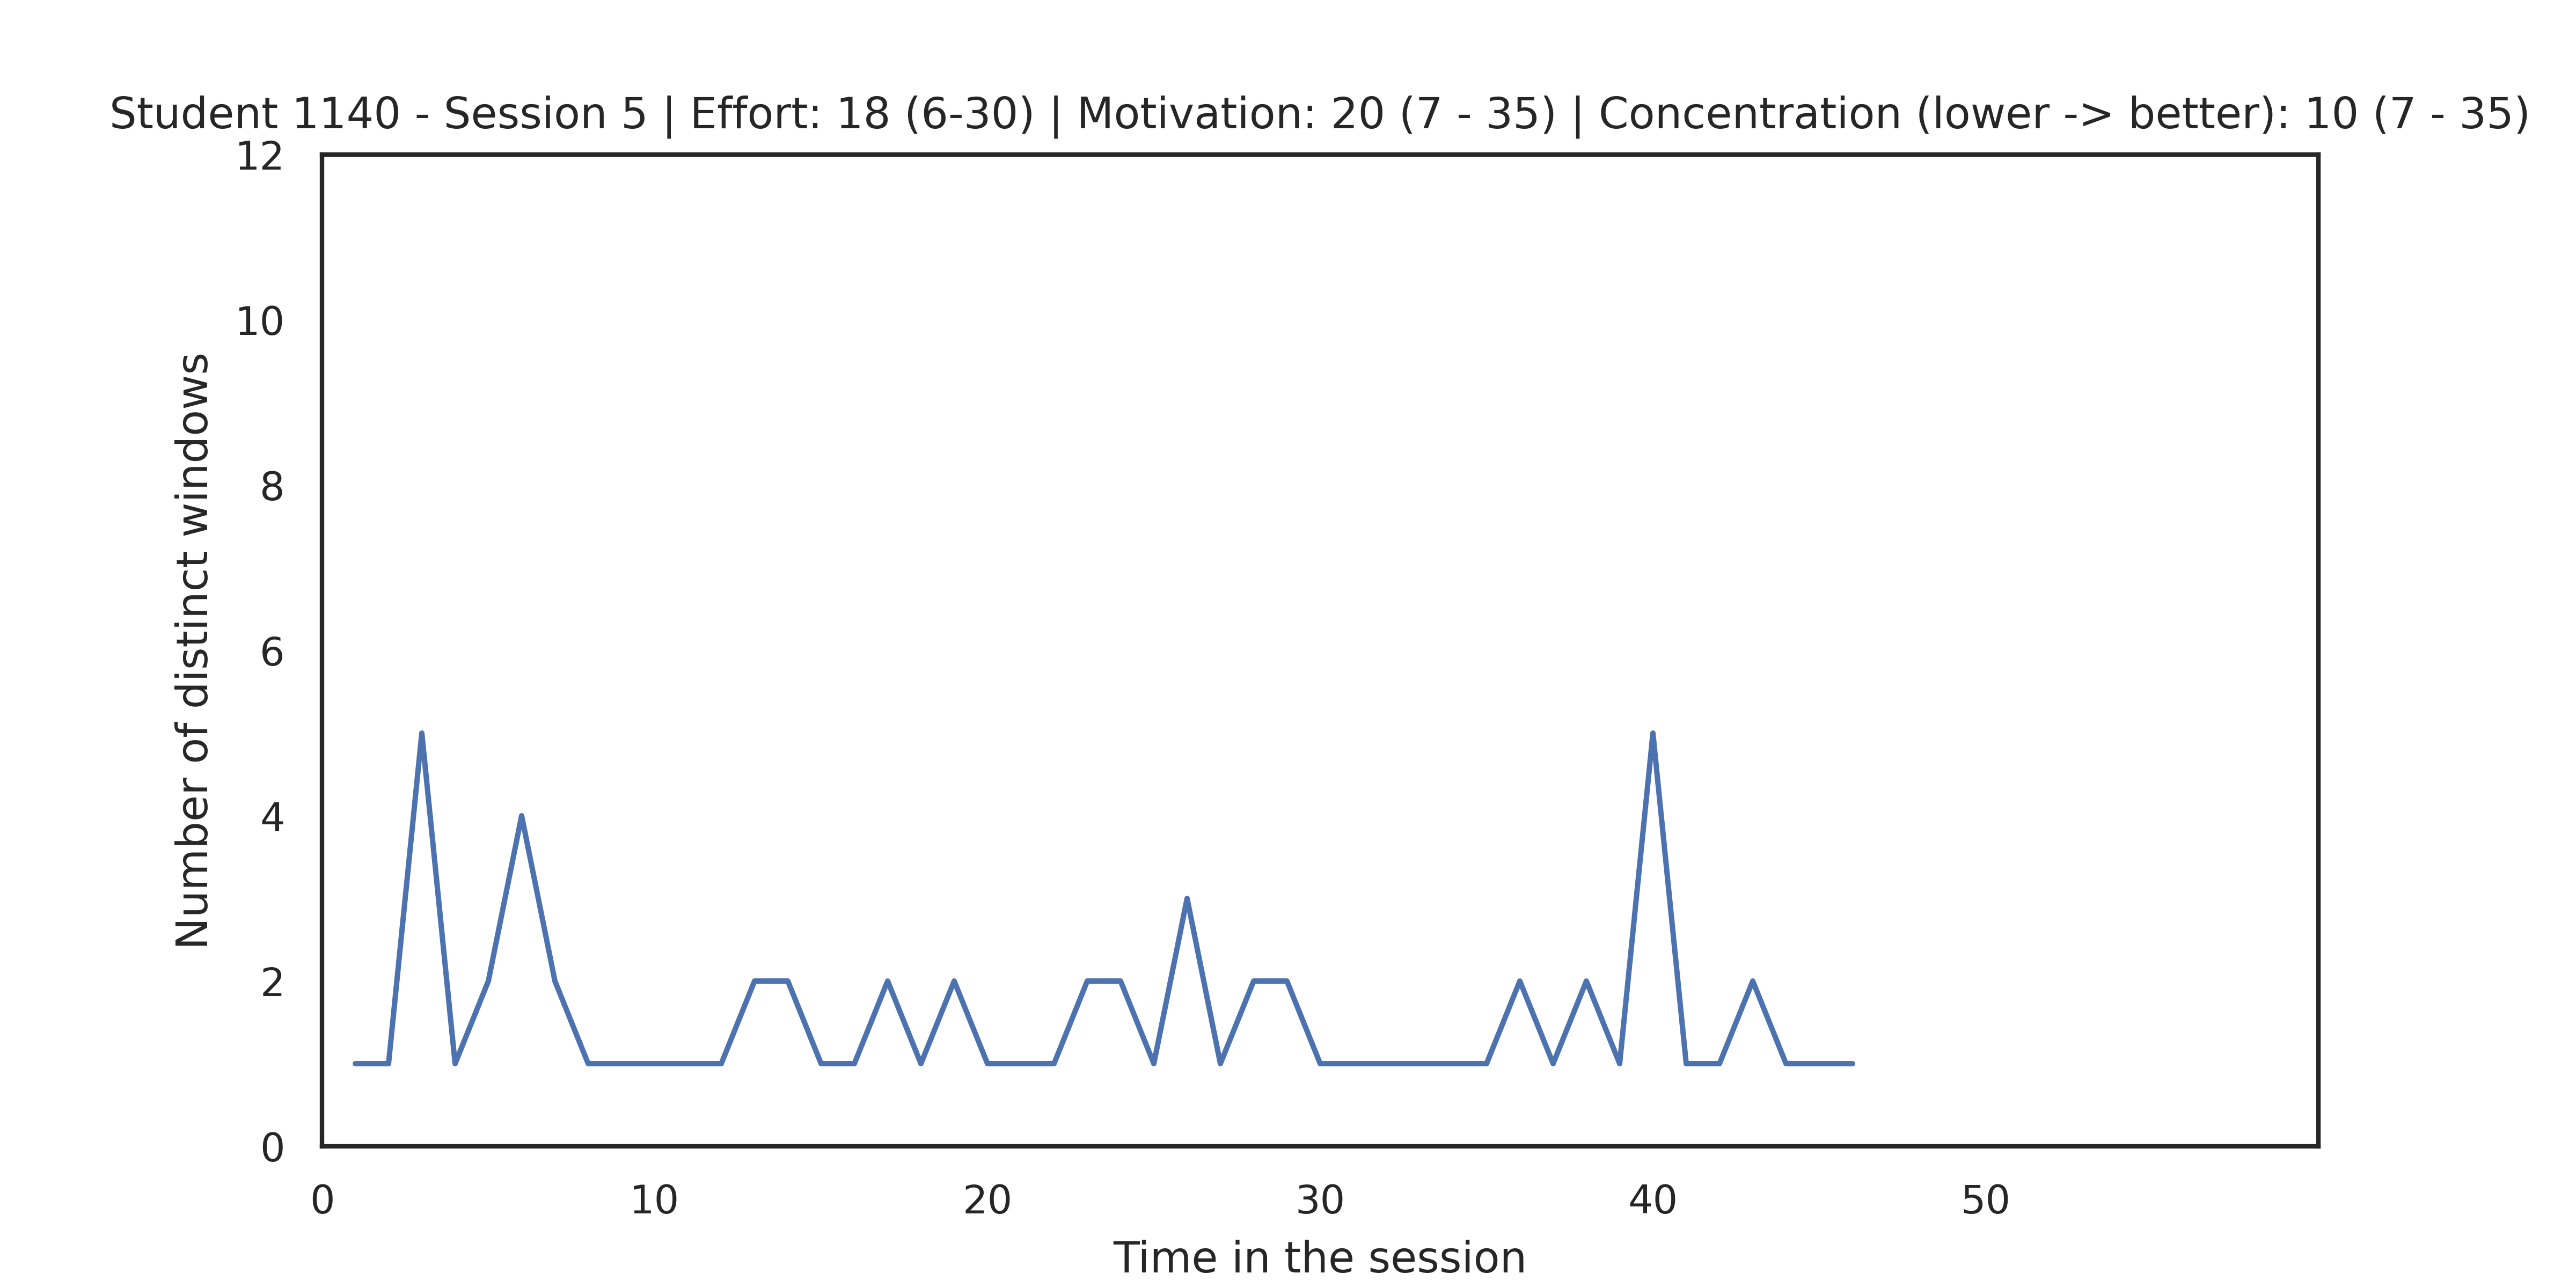 Student 1140 - Session 5 | Effort: 18 (6-30) | Motivation: 20 (7 - 35) | Concentration (lower -> better): 10 (7 - 35)
12
10
8
6
4
2
0
Number of distinct windows
0 10 20 30 40 50
Time in the session